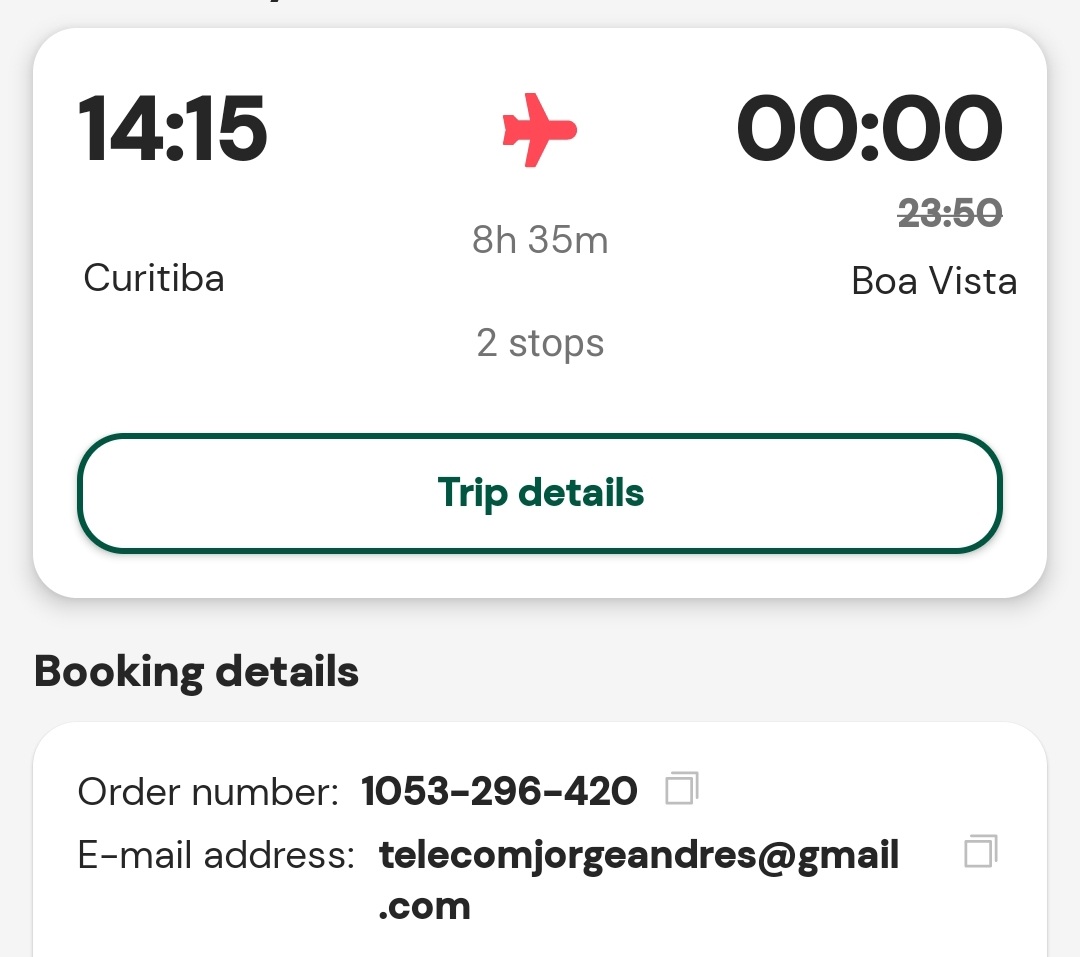 14:15
00:00
23:50
8h 35m
Curitiba
Boa Vista
2 stops
Trip details
Booking details
Order number: 1053-296-420
E-mail address: telecomjorgeandres@gmail
.com